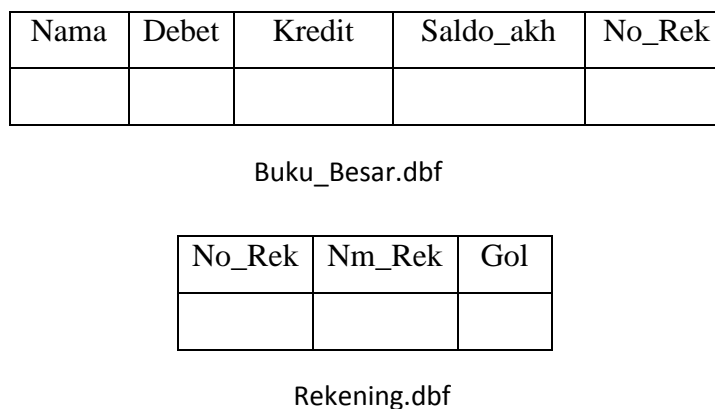 Nama Debet Kredit Saldo_akh No_Rek
Buku_Besar.dbf
No_Rek Nm_Rek Gol
Rekening.dbf